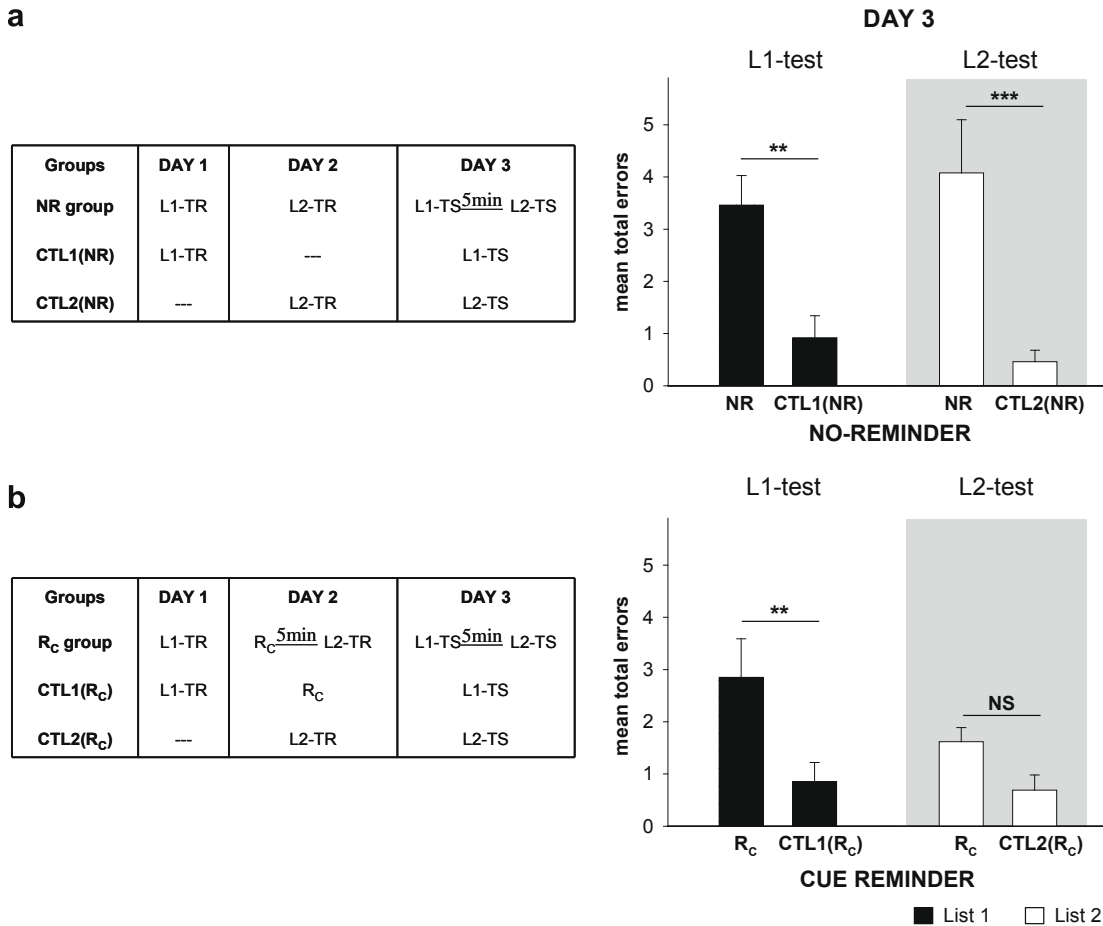 a
DAY 3
L1-test L2-test
Groups DAY 1 DAY 2 DAY 3
NR group L1-TR L2-TR L1-TS 5min L2-TS
CTL1(NR) L1-TR --- L1-TS
CTL2(NR) --- L2-TR L2-TS
mean total errors
5
4
3
2
1
0
** ***
NR CTL1(NR) NR CTL2(NR)
NO-REMINDER
b
L1-test L2-test
Groups DAY 1 DAY 2 DAY 3
RC group L1-TR RC 5min L2-TR L1-TS 5min L2-TS
CTL1(RC) L1-TR RC L1-TS
CTL2(RC) --- L2-TR L2-TS
mean total errors
5
4
3
2
1
0
** NS
RC CTL1(RC) RC CTL2(RC)
CUE REMINDER
List 1 List 2